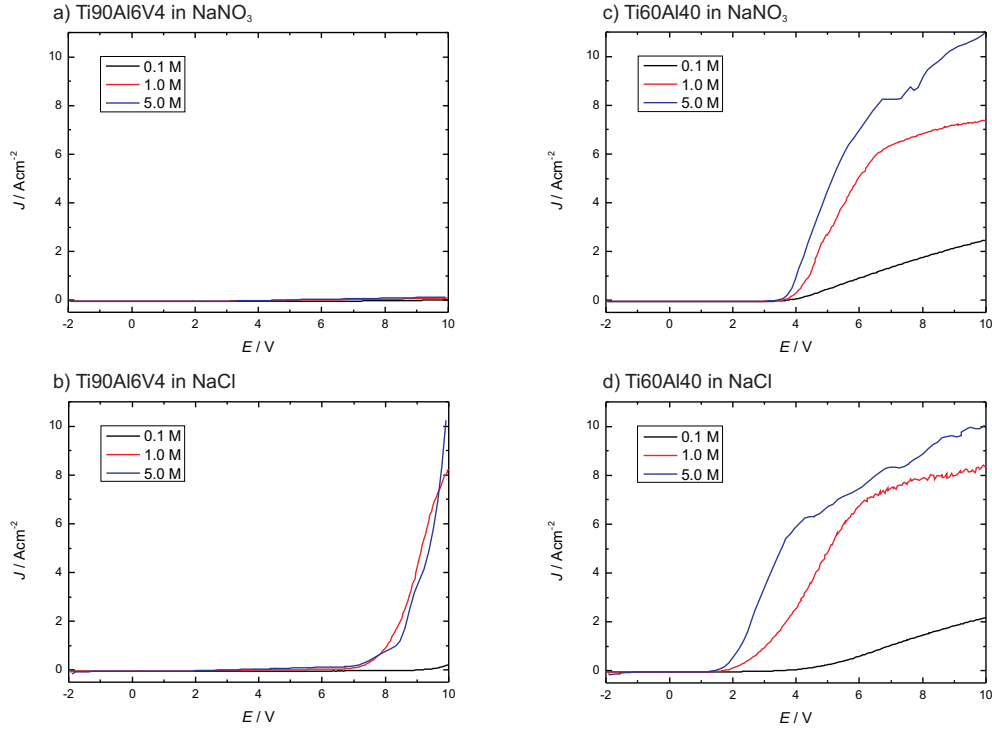 a) Ti90Al6V4 in NaNO₃
10
8
6
4
2
0
J / Acm⁻²
0.1 M
1.0 M
5.0 M
-2 0 2 4 6 8 10
E / V
c) Ti60Al40 in NaNO₃
10
8
6
4
2
0
J / Acm⁻²
0.1 M
1.0 M
5.0 M
-2 0 2 4 6 8 10
E / V
b) Ti90Al6V4 in NaCl
10
8
6
4
2
0
J / Acm⁻²
0.1 M
1.0 M
5.0 M
-2 0 2 4 6 8 10
E / V
d) Ti60Al40 in NaCl
10
8
6
4
2
0
J / Acm⁻²
0.1 M
1.0 M
5.0 M
-2 0 2 4 6 8 10
E / V